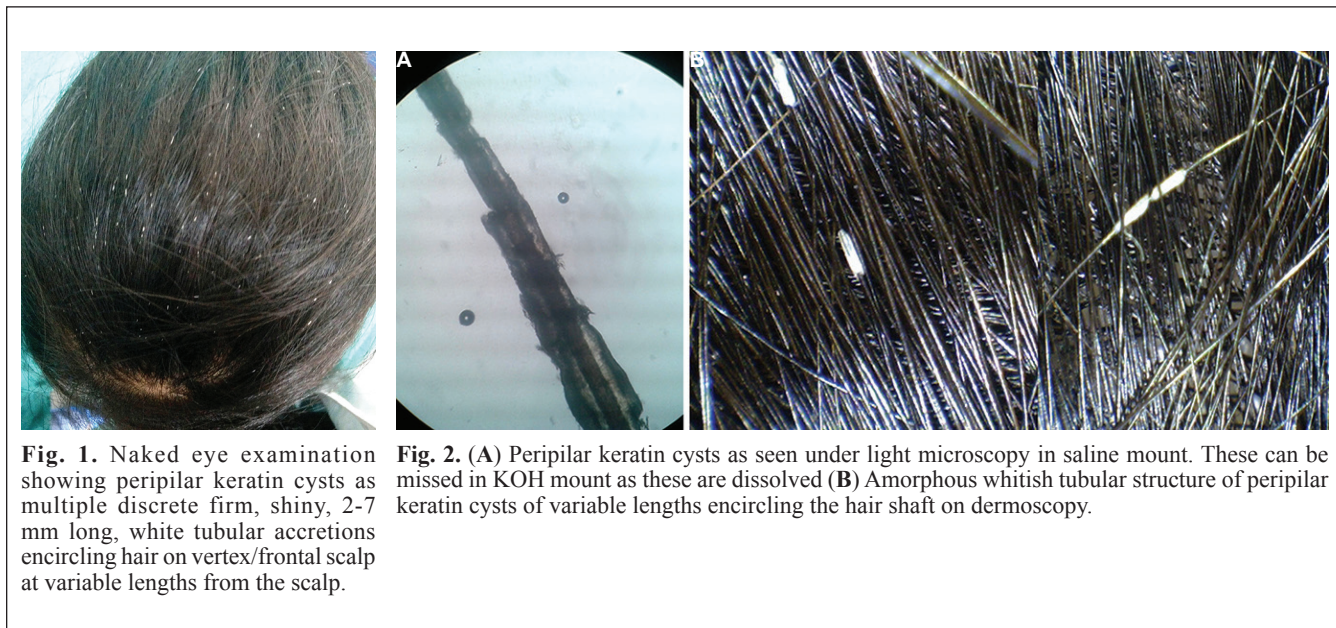 A
B
Fig. 1. Naked eye examination
showing peripilar keratin cysts as
multiple discrete firm, shiny, 2-7
mm long, white tubular accretions
encircling hair on vertex/frontal scalp
at variable lengths from the scalp.
Fig. 2. (A) Peripilar keratin cysts as seen under light microscopy in saline mount. These can be
missed in KOH mount as these are dissolved (B) Amorphous whitish tubular structure of peripilar
keratin cysts of variable lengths encircling the hair shaft on dermoscopy.